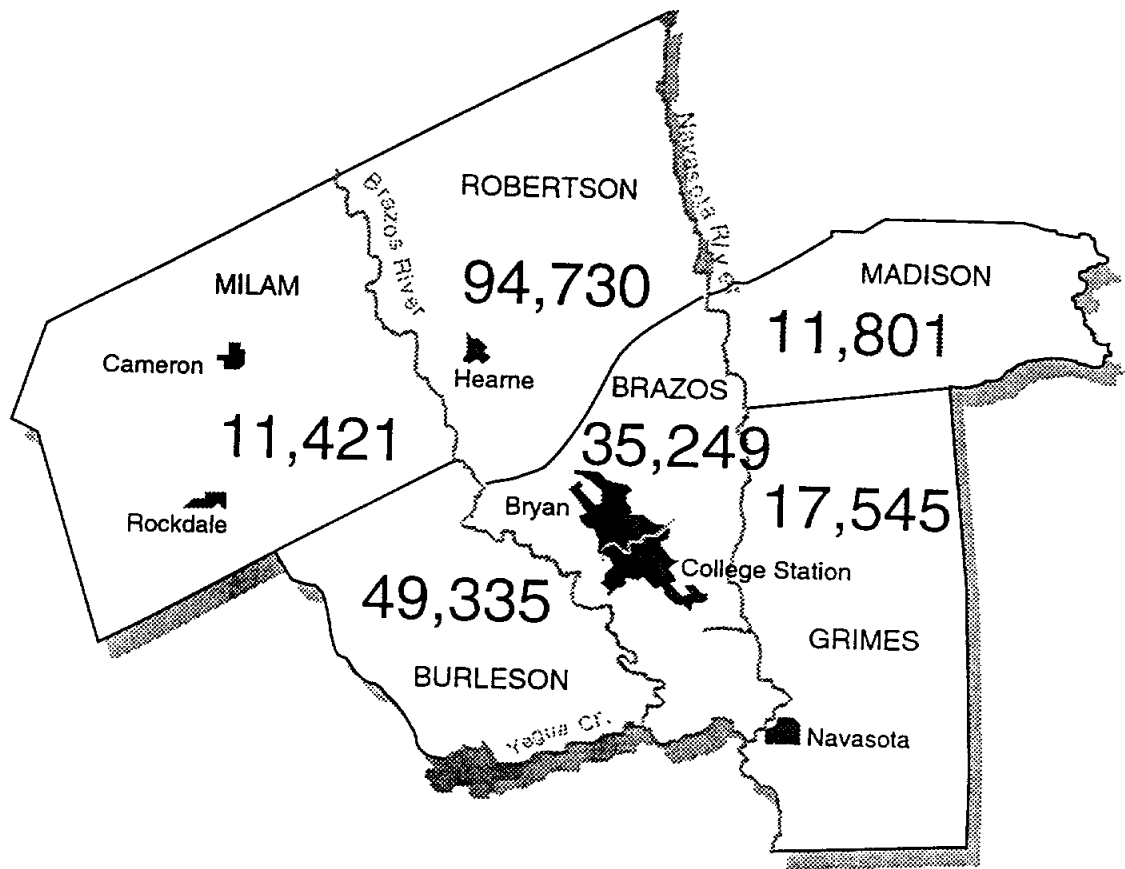 ROBERTSON
94,730
Hearne
Navasota River
Brazos River
MILAM
Cameron
11,421
Rockdale
MADISON
11,801
BRAZOS
35,249
Bryan
College Station
17,545
GRIMES
Navasota
49,335
BURLESON
Yegua Cr.